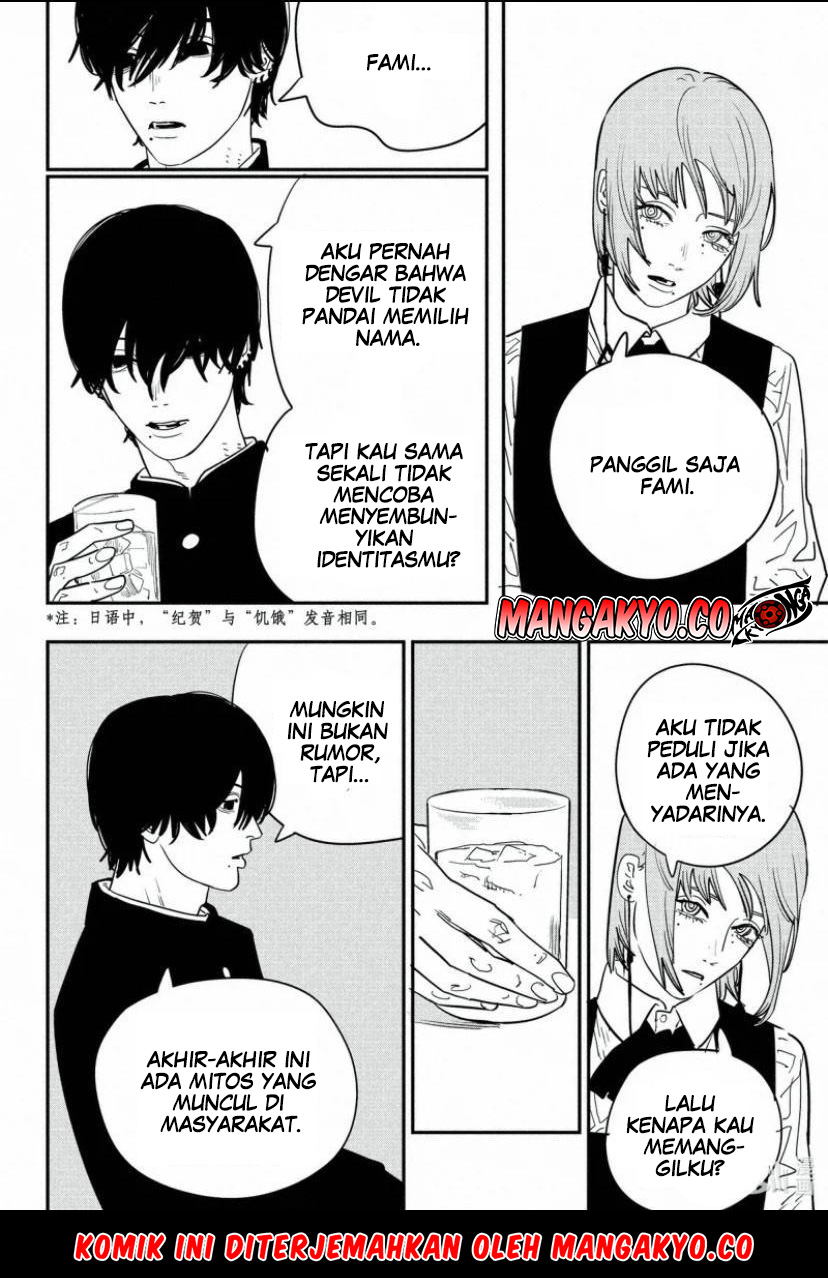 PANGGIL SAJA
FAMI.
FAMI...
AKU PERNAH
DENGAR BAHWA
DEVIL TIDAK
PANDAI MEMILIH
NAMA.
TAPI KAU SAMA
SEKALI TIDAK
MENCOBA
MENYEMBUN-
YIKAN
IDENTITASMU?
*注：日语中，“纪贺”与“饥饿”发音相同。
MANGAKYO.CO
AKU TIDAK
PEDULI JIKA
ADA YANG
MEN-
YADARINYA.
LALU
KENAPA KAU
MEMANG-
GILKU?
MUNGKIN
INI BUKAN
RUMOR,
TAPI...
AKHIR-AKHIR INI
ADA MITOS YANG
MUNCUL DI
MASYARAKAT.
KOMIK INI DITERJEMAHKAN OLEH MANGAKYO.CO